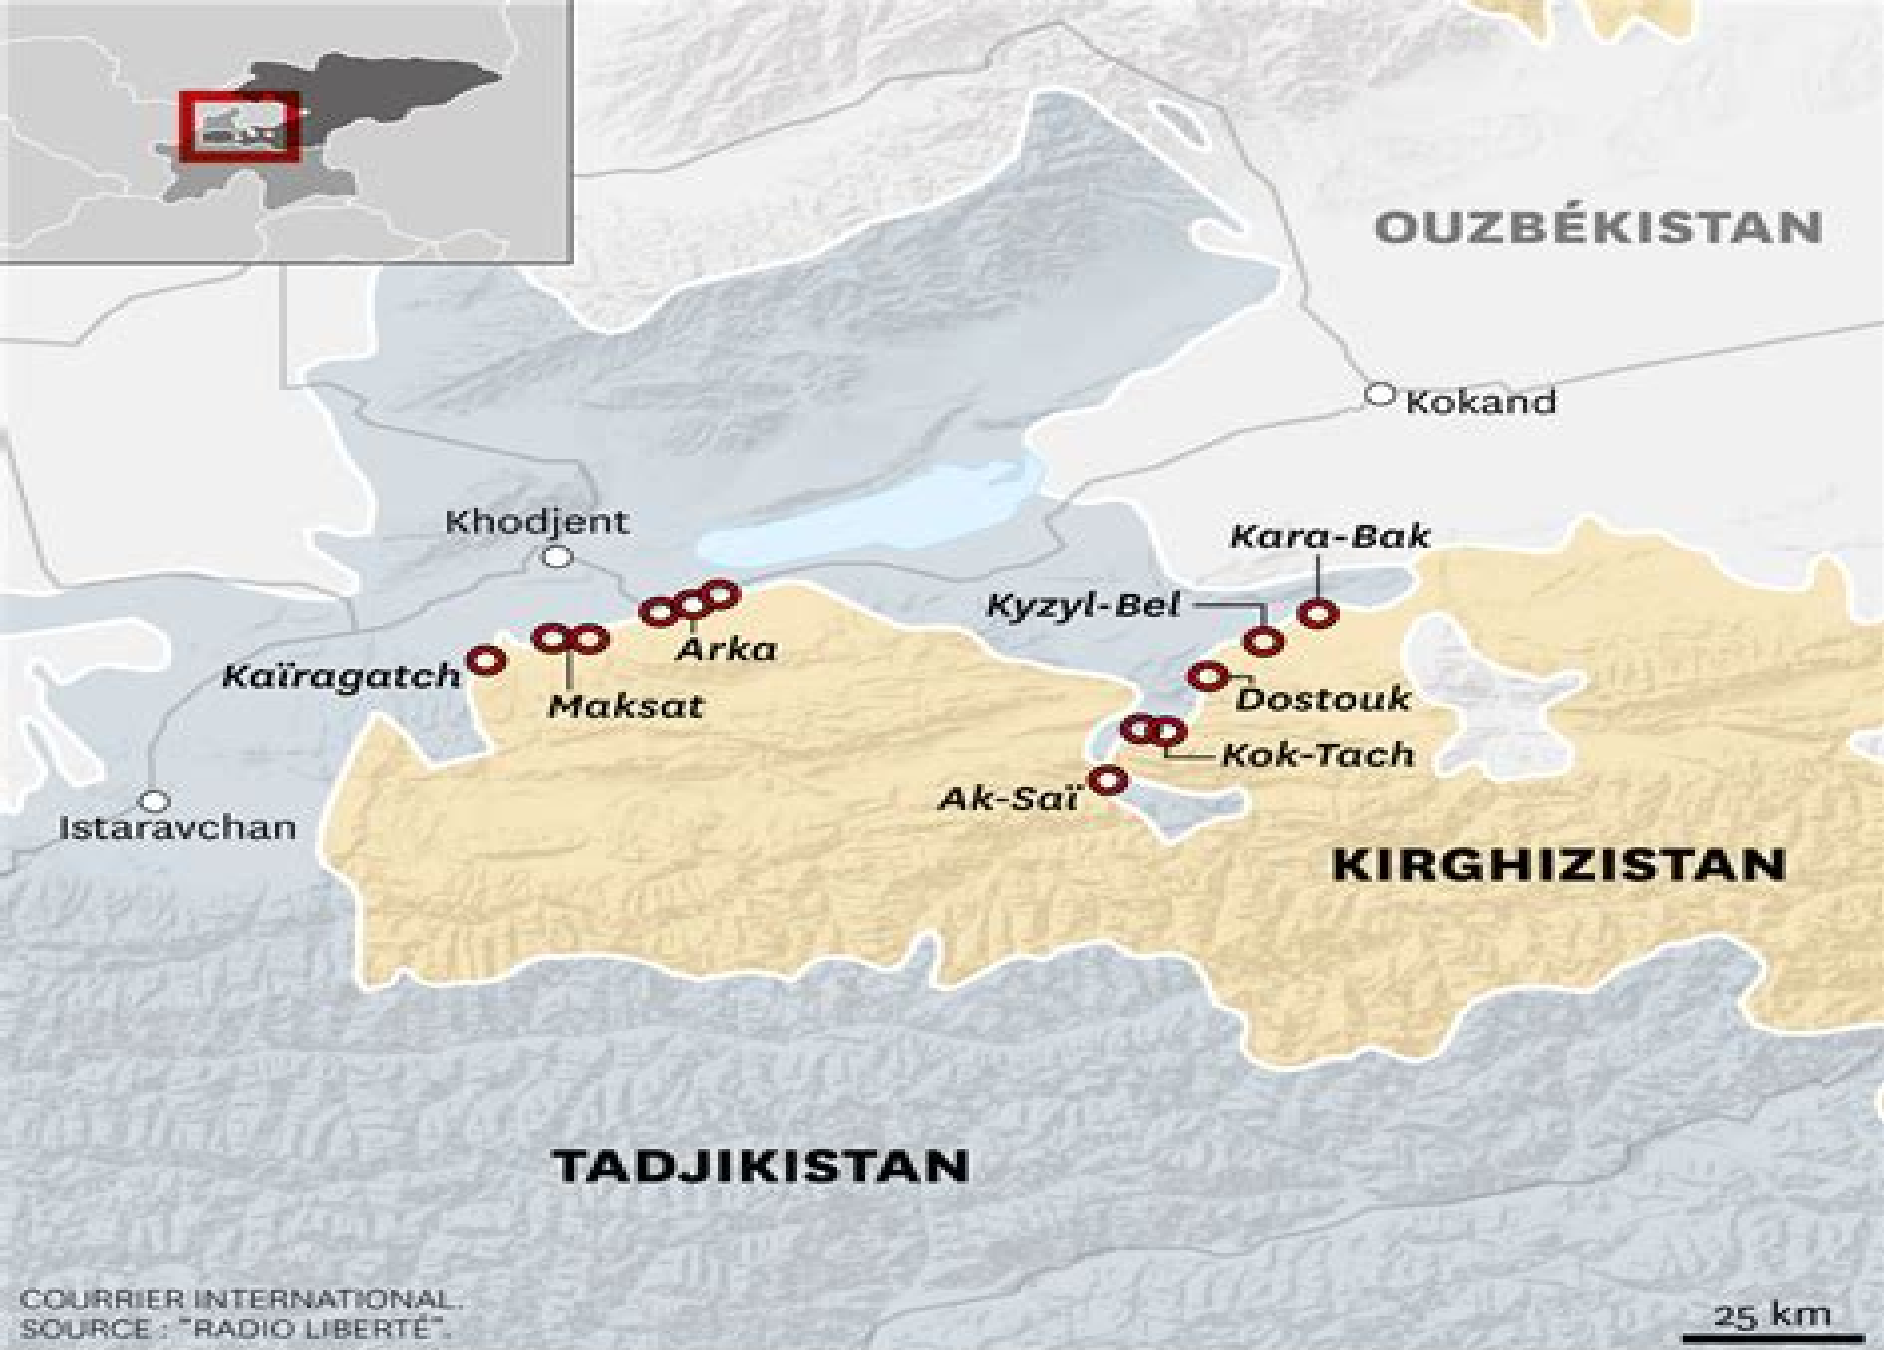 OUZBÉKISTAN
Kokand
Khodjent
Kara-Bak
Kyzyl-Bel
Arka
Kaïragatch
Maksat
Dostouk
Kok-Tach
Ak-Saï
Istaravchan
KIRGHIZISTAN
TADJIKISTAN
COURRIER INTERNATIONAL.
SOURCE : "RADIO LIBERTÉ".
25 km